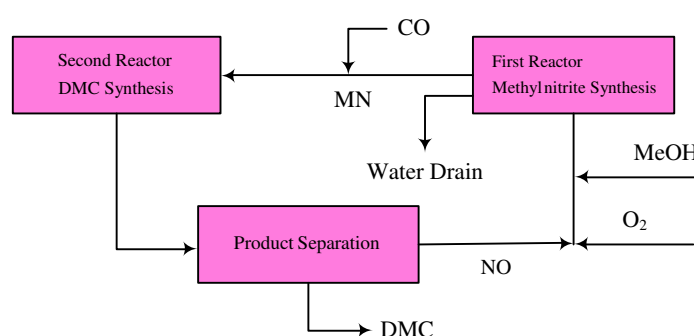 CO
Second Reactor
DMC Synthesis
First Reactor
Methylnitrite Synthesis
MN
MeOH
Water Drain
O₂
Product Separation
NO
DMC